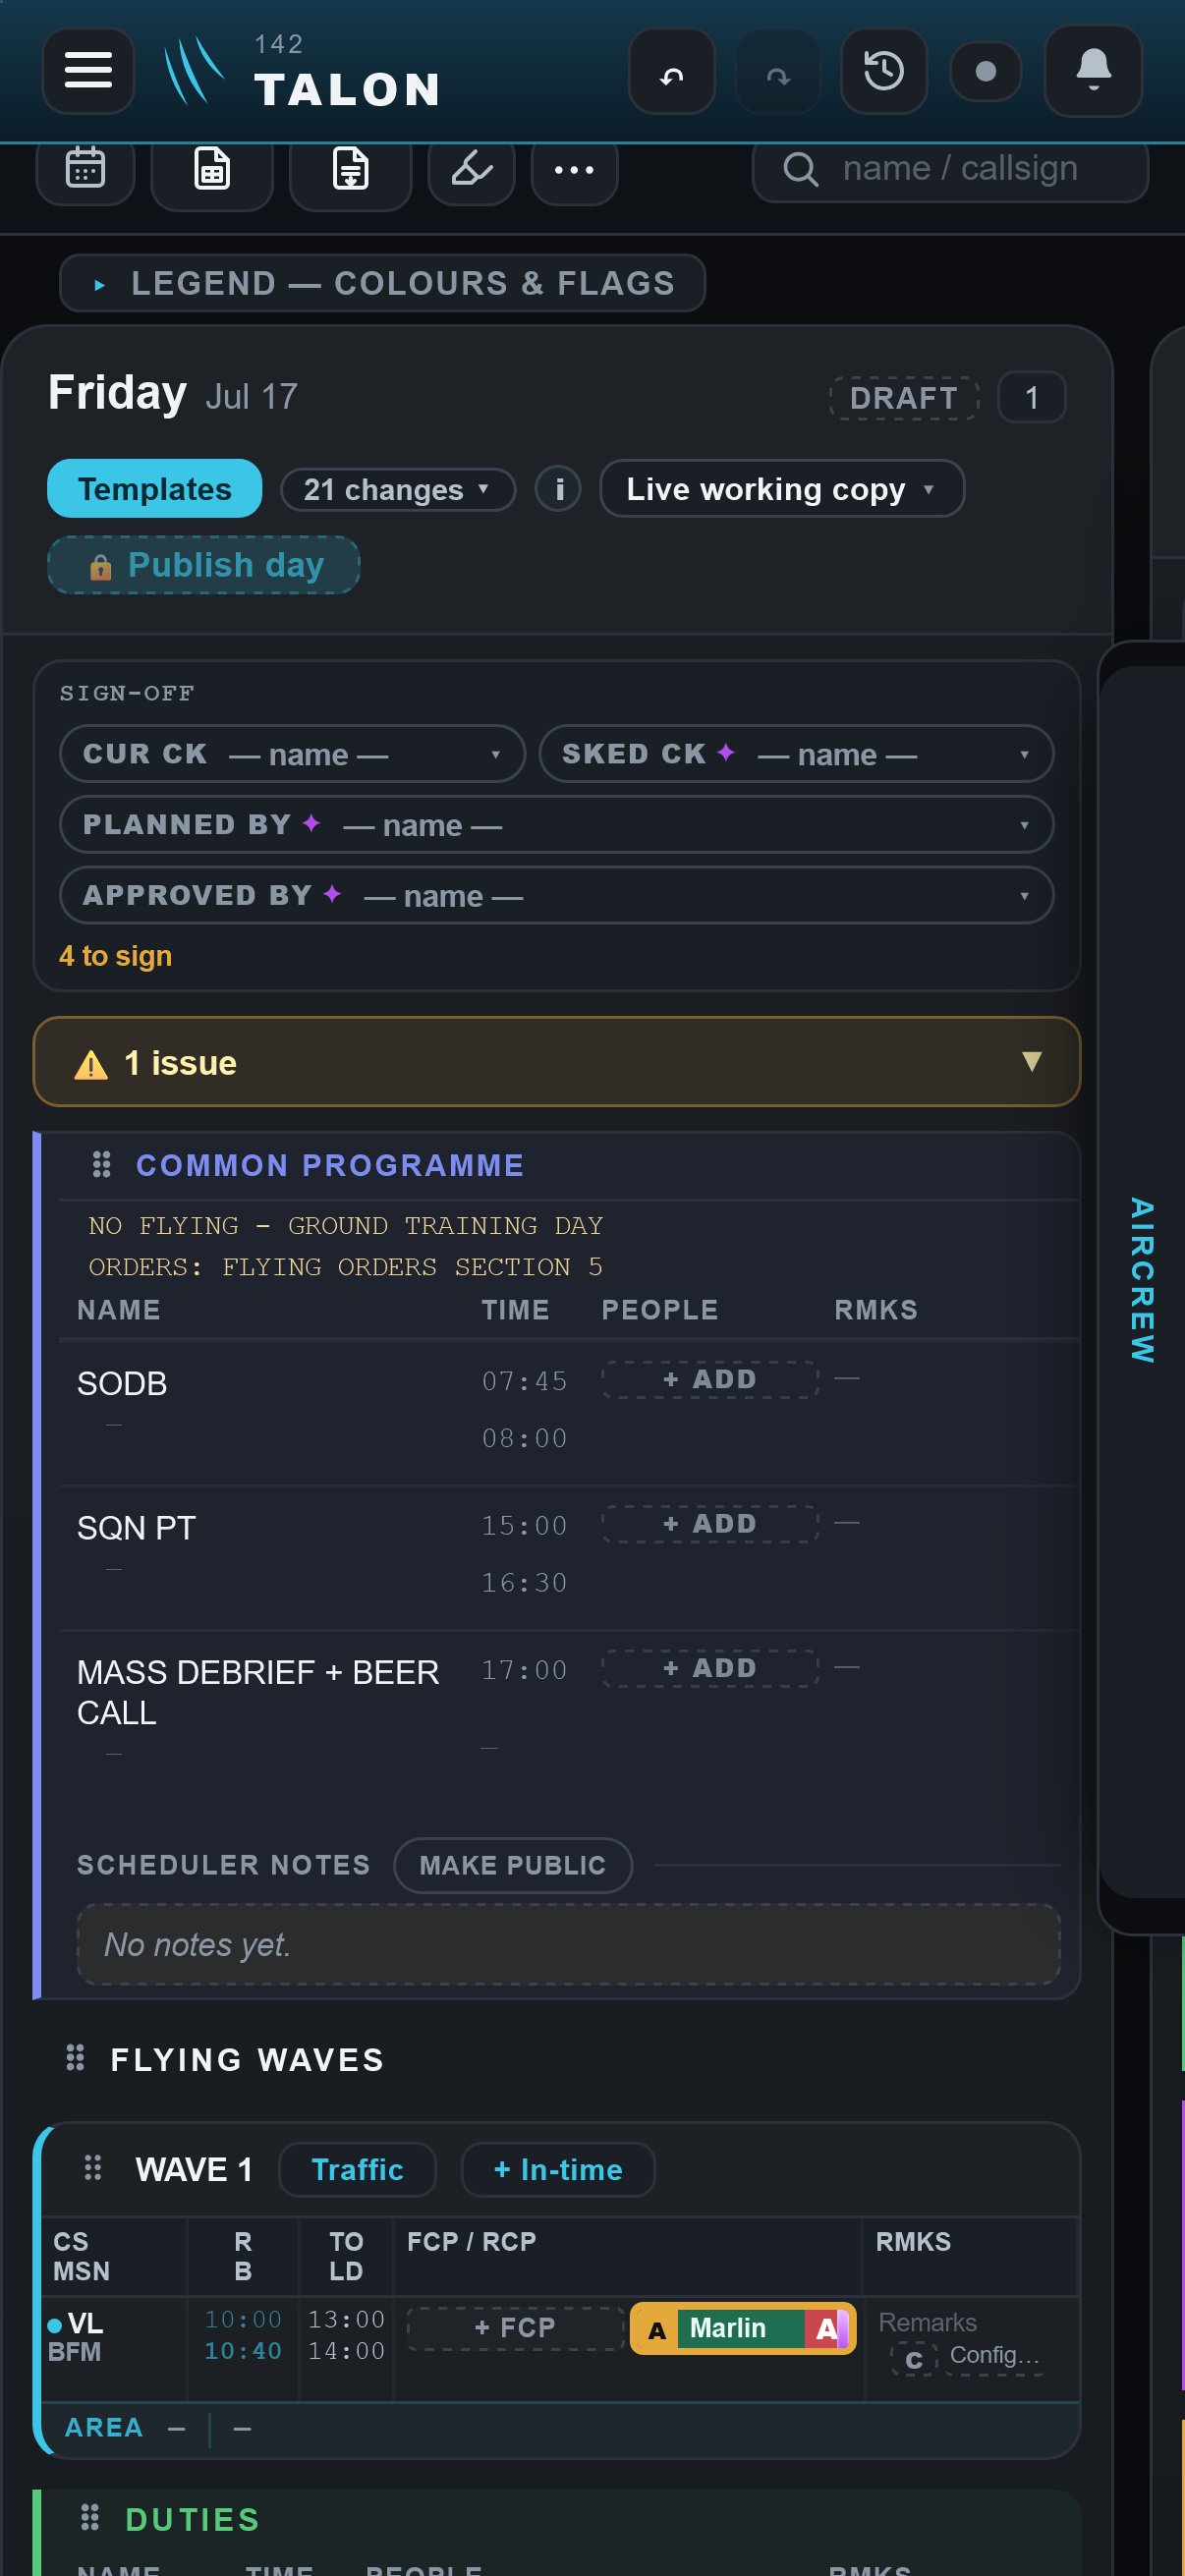 142
TALON
name / callsign
LEGEND — COLOURS & FLAGS
Friday Jul 17 DRAFT 1
Templates 21 changes i Live working copy
Publish day
SIGN-OFF
CUR CK — name — SKED CK — name —
PLANNED BY — name —
APPROVED BY — name —
4 to sign
1 issue
COMMON PROGRAMME
NO FLYING - GROUND TRAINING DAY
ORDERS: FLYING ORDERS SECTION 5
NAME TIME PEOPLE RMKS
SODB 07:45 + ADD —
— 08:00
SQN PT 15:00 + ADD —
— 16:30
MASS DEBRIEF + BEER 17:00 + ADD —
CALL
— —
SCHEDULER NOTES MAKE PUBLIC
No notes yet.
AIRCREW
FLYING WAVES
WAVE 1 Traffic + In-time
CS R TO FCP / RCP RMKS
MSN B LD
VL 10:00 13:00 + FCP A Marlin A Remarks
BFM 10:40 14:00 C Config...
AREA — —
DUTIES
NAME TIME PEOPLE RMKS